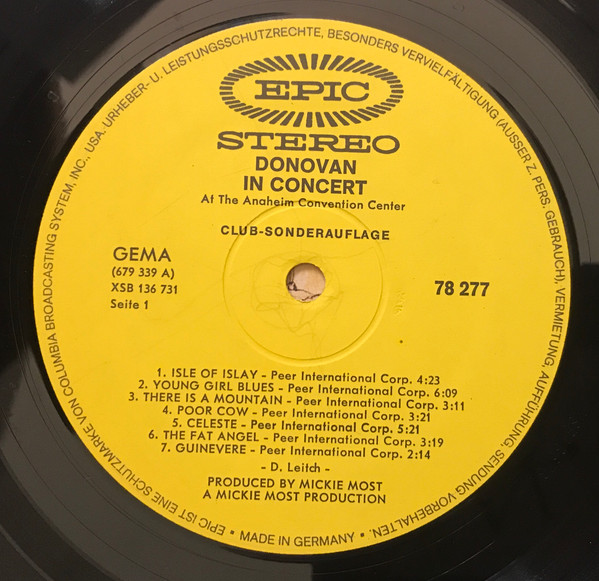 EPIC
STEREO
DONOVAN
IN CONCERT
At The Anaheim Convention Center
CLUB-SONDERAUFLAGE
GEMA
(679 339 A)
XSB 136 731
Seite 1
78 277
1. ISLE OF ISLAY – Peer International Corp. 4:23
2. YOUNG GIRL BLUES – Peer International Corp. 6:09
3. THERE IS A MOUNTAIN – Peer International Corp. 3:11
4. POOR COW – Peer International Corp. 3:21
5. CELESTE – Peer International Corp. 5:21
6. THE FAT ANGEL – Peer International Corp. 3:19
7. GUINEVERE – Peer International Corp. 2:14
– D. Leitch –
PRODUCED BY MICKIE MOST
A MICKIE MOST PRODUCTION
EPIC IST EINE SCHUTZMARKE VON COLUMBIA BROADCASTING SYSTEM, INC., USA. URHEBER- U. LEISTUNGSSCHUTZRECHTE, BESONDERS VERVIELFÄLTIGUNG (AUSSER Z. PERS. GEBRAUCH), VERMIETUNG, AUFFÜHRUNG, SENDUNG VORBEHALTEN.
• MADE IN GERMANY •